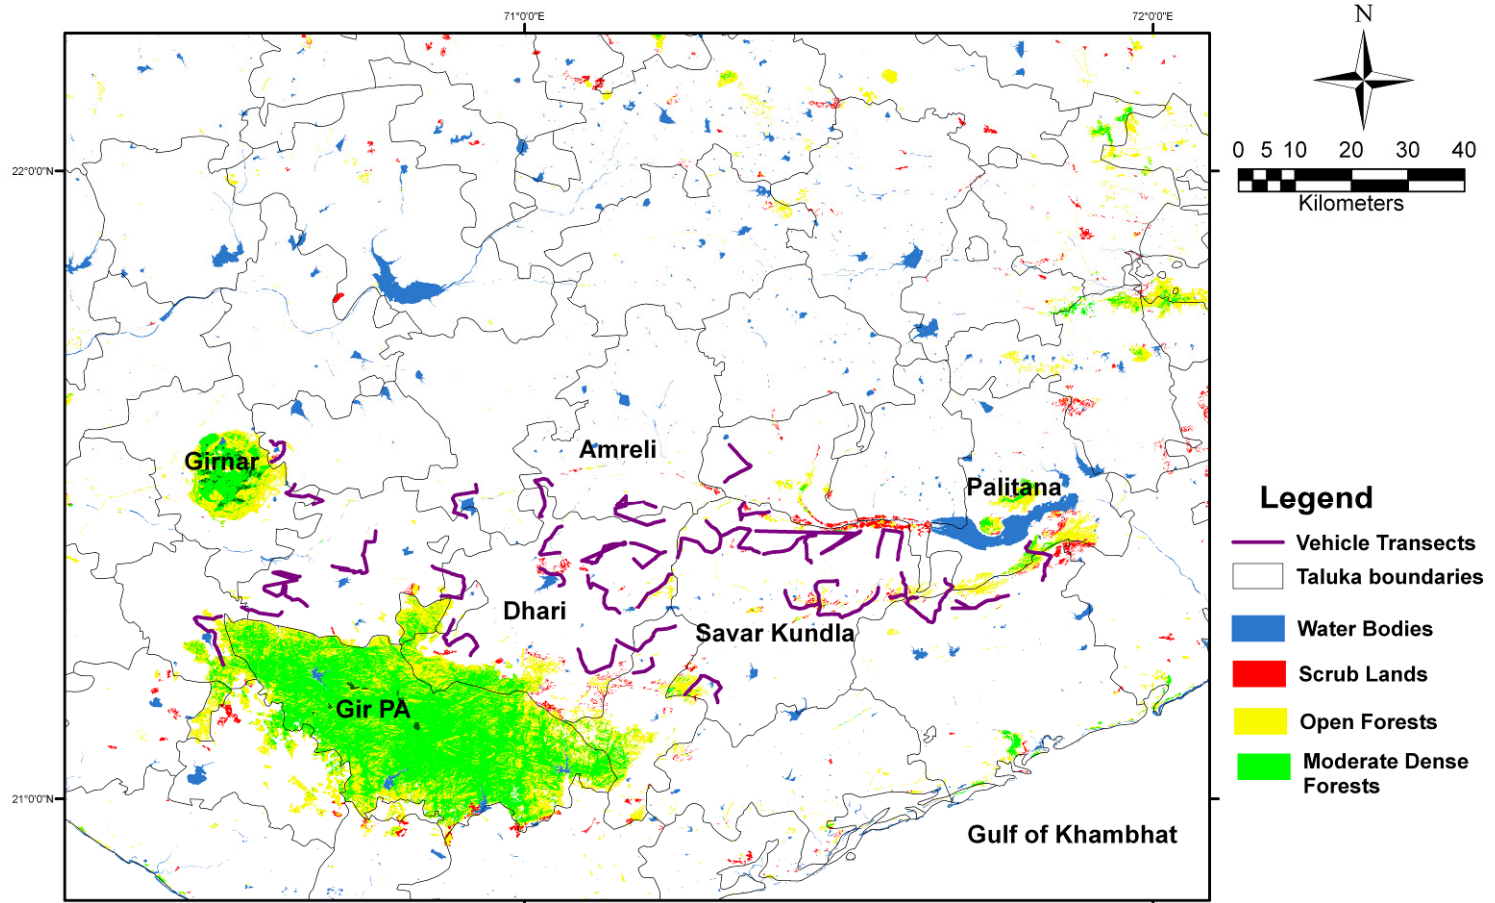 71°0'0"E
72°0'0"E
N
0 5 10 20 30 40
Kilometers
22°0'0"N
Girnar
Amreli
Palitana
Dhari
Savar Kundla
Gir PA
21°0'0"N
Gulf of Khambhat
Legend
Vehicle Transects
Taluka boundaries
Water Bodies
Scrub Lands
Open Forests
Moderate Dense
Forests